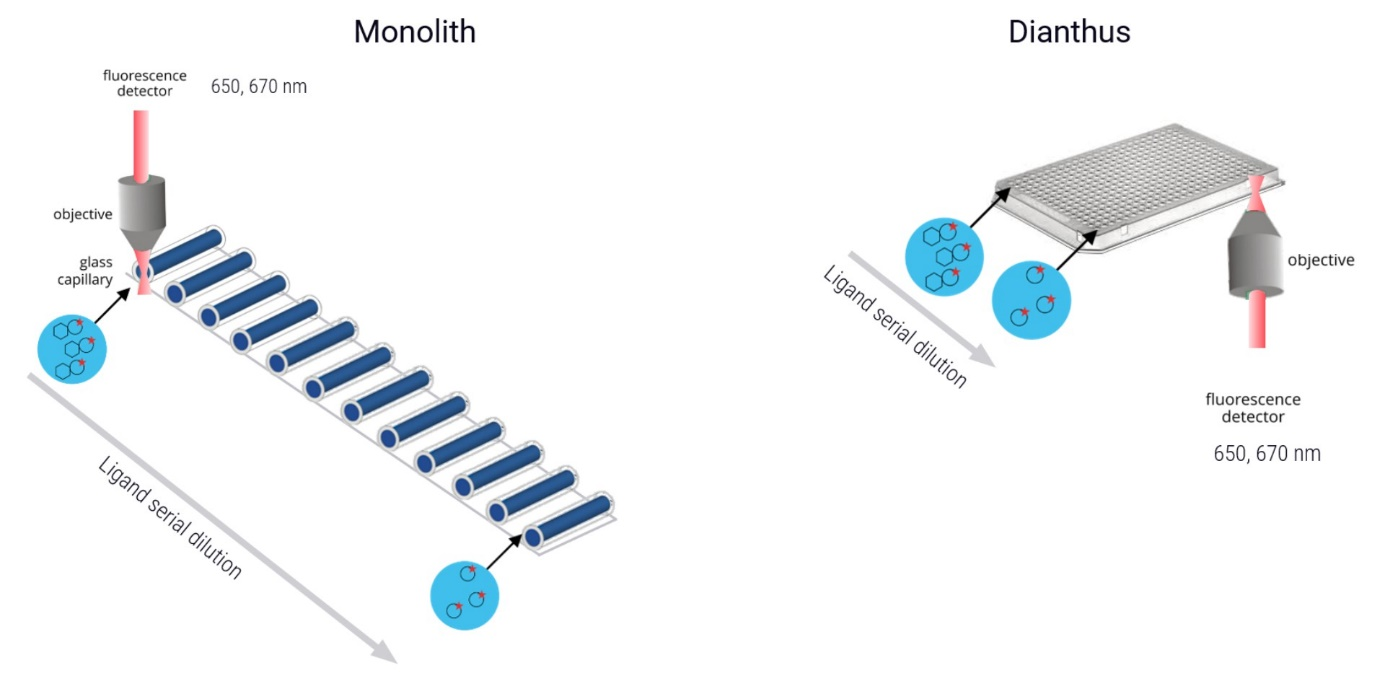 Monolith
fluorescence
detector
650, 670 nm
objective
glass
capillary
Ligand serial dilution
Dianthus
Ligand serial dilution
objective
fluorescence
detector
650, 670 nm